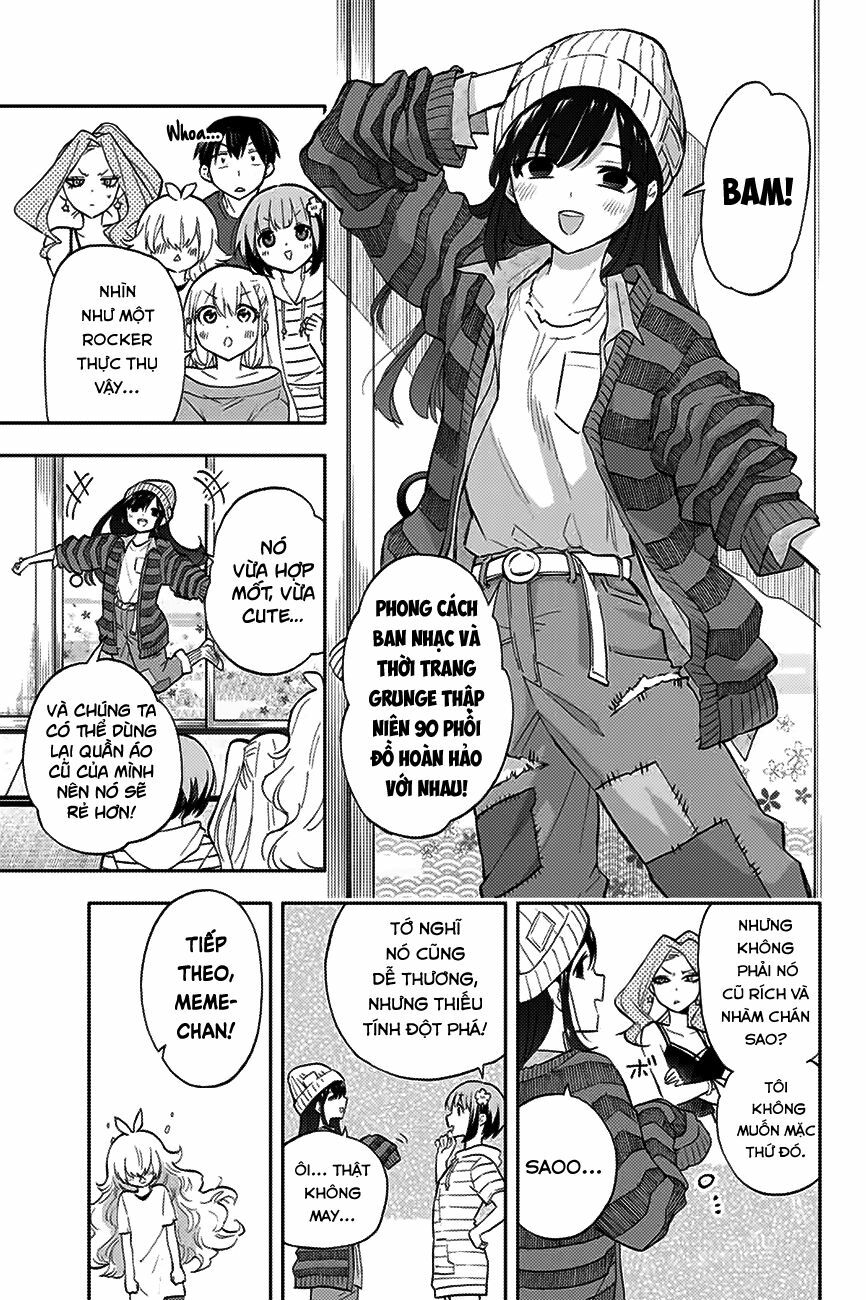 BAM!
PHONG CÁCH
BAN NHẠC VÀ
THỜI TRANG
GRUNGE THẬP
NIÊN 90 PHỐI
ĐỒ HOÀN HẢO
VỚI NHAU!
Whoa...
NHÌN
NHƯ MỘT
ROCKER
THỰC THỤ
VẬY...
NÓ
VỪA HỢP
MỐT, VỪA
CUTE...
VÀ CHÚNG TA
CÓ THỂ DÙNG
LẠI QUẦN ÁO
CŨ CỦA MÌNH
NÊN NÓ SẼ
RẺ HƠN!
NHƯNG
KHÔNG
PHẢI NÓ
CŨ RÍCH VÀ
NHÀM CHÁN
SAO?
TÔI
KHÔNG
MUỐN MẶC
THỨ ĐÓ.
ボソ
SAOO...
TỚ NGHĨ
NÓ CŨNG
DỄ THƯƠNG,
NHƯNG THIẾU
TÍNH ĐỘT PHÁ!
ÔI... THẬT
KHÔNG
MAY...
TIẾP
THEO,
MEME-
CHAN!